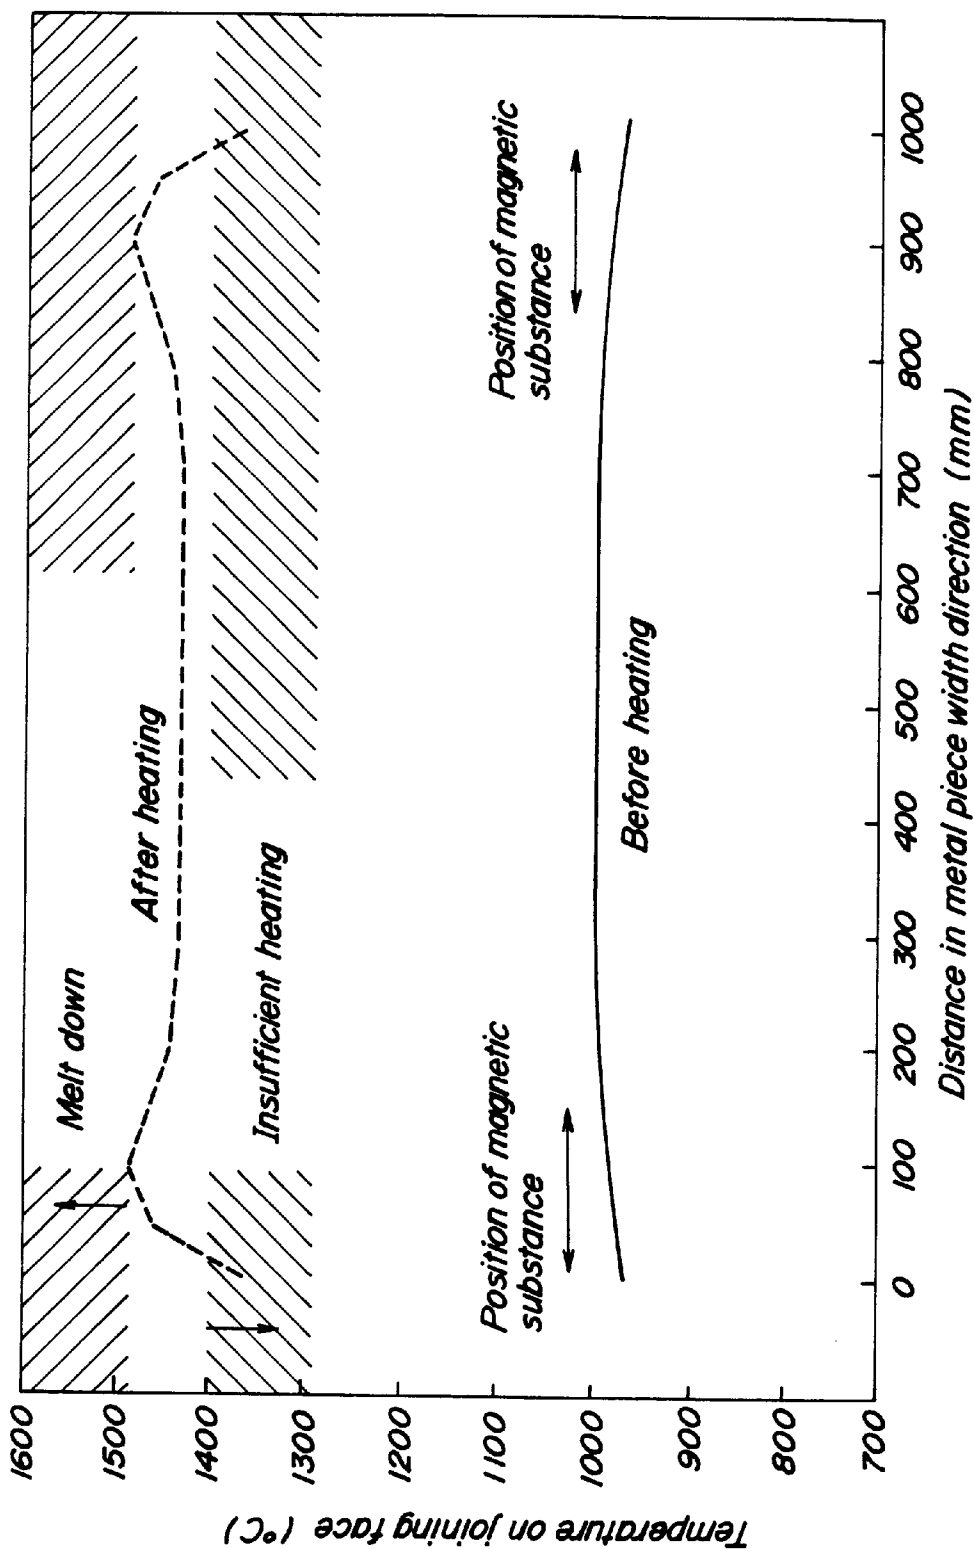 1600
1500
1400
1300
1200
1100
1000
900
800
700
Temperature on joining face (°C)
Melt down
After heating
Insufficient heating
Position of magnetic
substance
Position of magnetic
substance
Before heating
0
100
200
300
400
500
600
700
800
900
1000
Distance in metal piece width direction (mm)